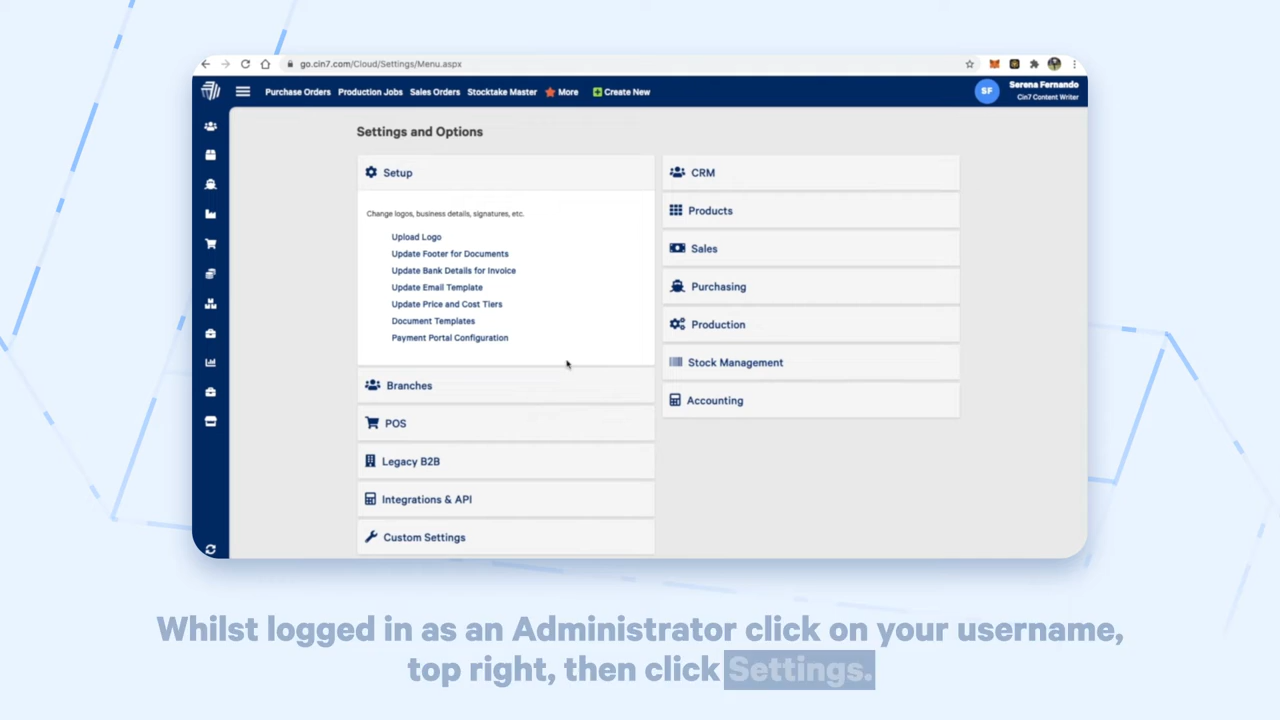 go.cin7.com/Cloud/Settings/Menu.aspx
Purchase Orders Production Jobs Sales Orders Stocktake Master More Create New
SF
Serena Fernando
Cin7 Content Writer
Settings and Options
Setup
Change logos, business details, signatures, etc.
Upload Logo
Update Footer for Documents
Update Bank Details for Invoice
Update Email Template
Update Price and Cost Tiers
Document Templates
Payment Portal Configuration
Branches
POS
Legacy B2B
Integrations & API
Custom Settings
CRM
Products
Sales
Purchasing
Production
Stock Management
Accounting
Whilst logged in as an Administrator click on your username,
top right, then click Settings.